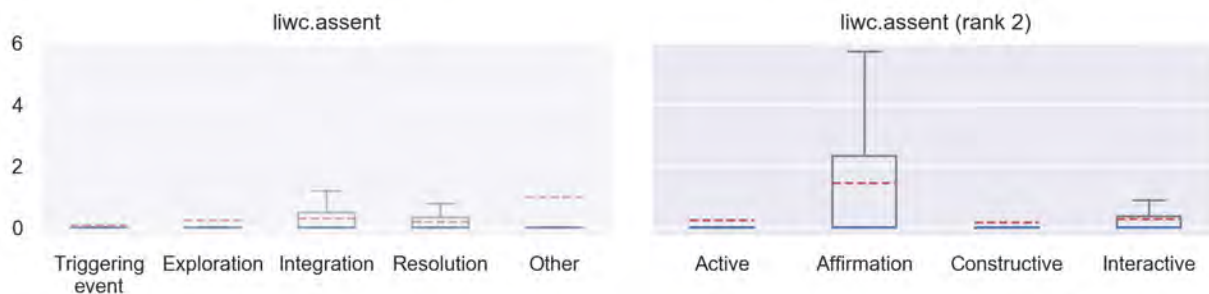 liwc.assent
liwc.assent (rank 2)
6
4
2
0
Triggering
event
Exploration
Integration
Resolution
Other
Active
Affirmation
Constructive
Interactive